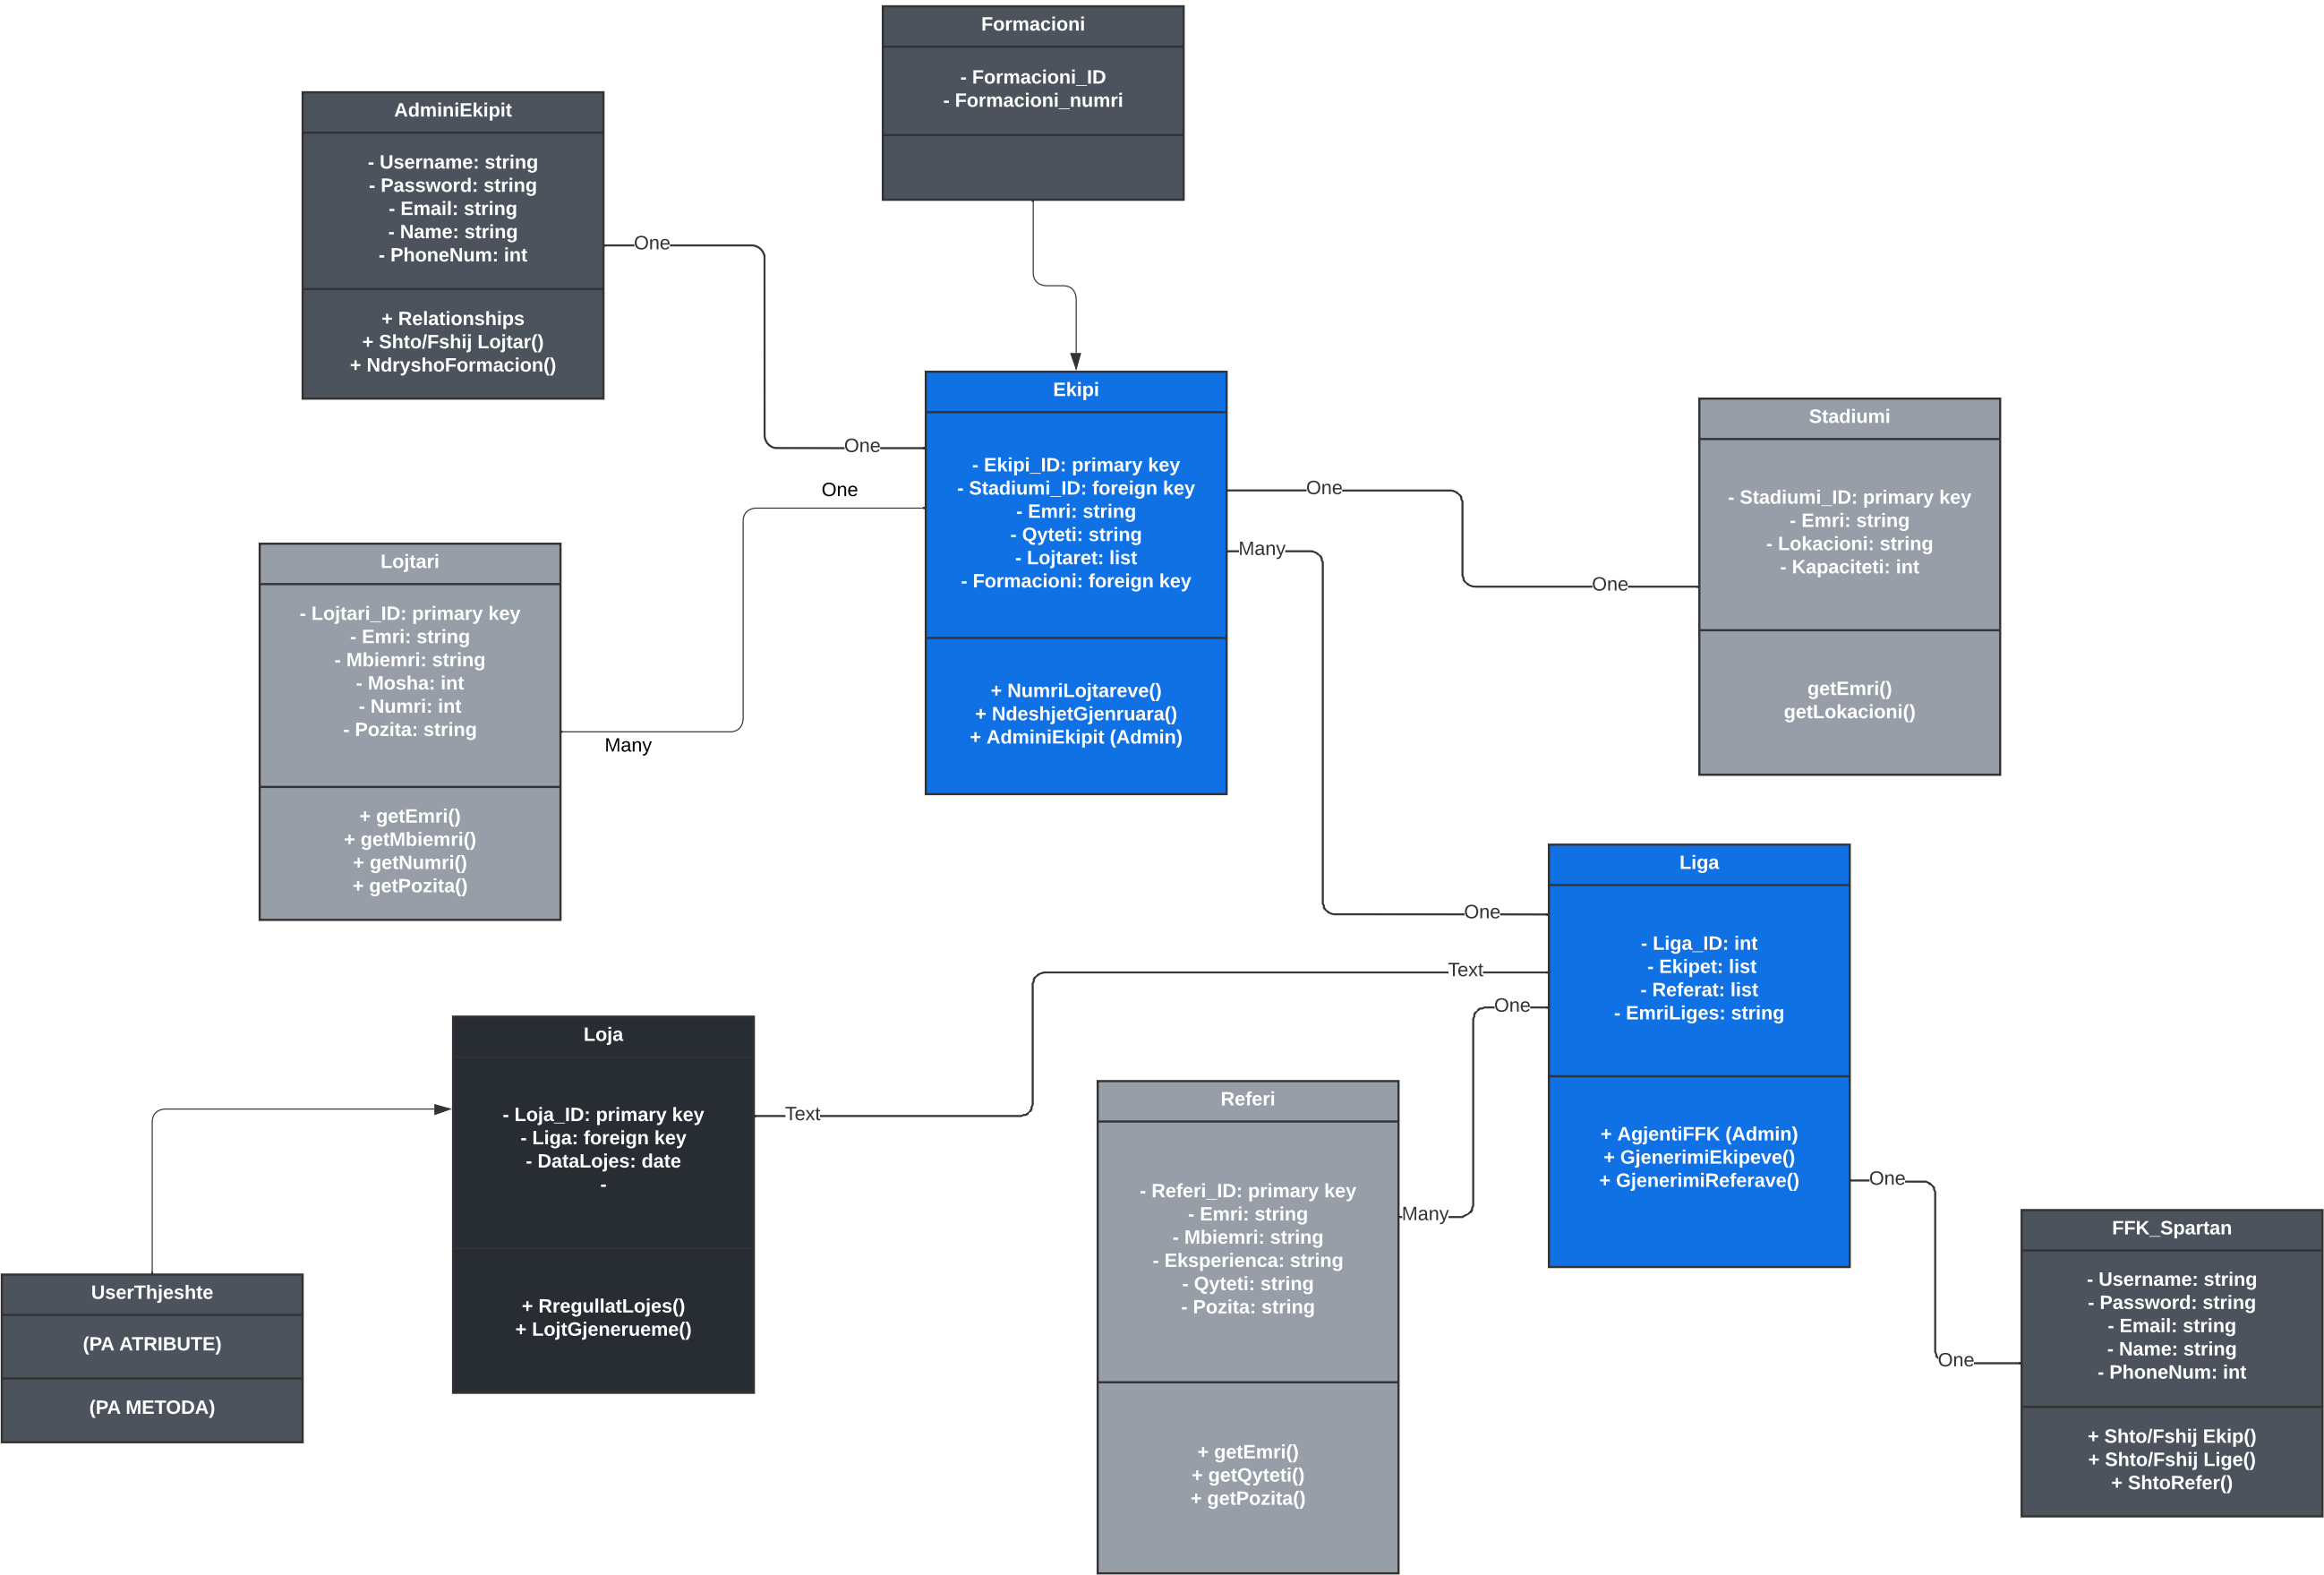 Formacioni
- Formacioni_ID
- Formacioni_numri
AdminiEkipit
- Username: string
- Password: string
- Email: string
- Name: string
- PhoneNum: int
+ Relationships
+ Shto/Fshij Lojtar()
+ NdryshoFormacion()
One
One
Ekipi
- Ekipi_ID: primary key
- Stadiumi_ID: foreign key
- Emri: string
- Qyteti: string
- Lojtaret: list
- Formacioni: foreign key
+ NumriLojtareve()
+ NdeshjetGjenruara()
+ AdminiEkipit (Admin)
One
Many
One
One
Many
One
Stadiumi
- Stadiumi_ID: primary key
- Emri: string
- Lokacioni: string
- Kapaciteti: int
getEmri()
getLokacioni()
Lojtari
- Lojtari_ID: primary key
- Emri: string
- Mbiemri: string
- Mosha: int
- Numri: int
- Pozita: string
+ getEmri()
+ getMbiemri()
+ getNumri()
+ getPozita()
Liga
- Liga_ID: int
- Ekipet: list
- Referat: list
- EmriLiges: string
+ AgjentiFFK (Admin)
+ GjenerimiEkipeve()
+ GjenerimiReferave()
Text
Text
One
Many
One
One
Loja
- Loja_ID: primary key
- Liga: foreign key
- DataLojes: date
-
+ RregullatLojes()
+ LojtGjenerueme()
Referi
- Referi_ID: primary key
- Emri: string
- Mbiemri: string
- Eksperienca: string
- Qyteti: string
- Pozita: string
+ getEmri()
+ getQyteti()
+ getPozita()
UserThjeshte
(PA ATRIBUTE)
(PA METODA)
FFK_Spartan
- Username: string
- Password: string
- Email: string
- Name: string
- PhoneNum: int
+ Shto/Fshij Ekip()
+ Shto/Fshij Lige()
+ ShtoRefer()